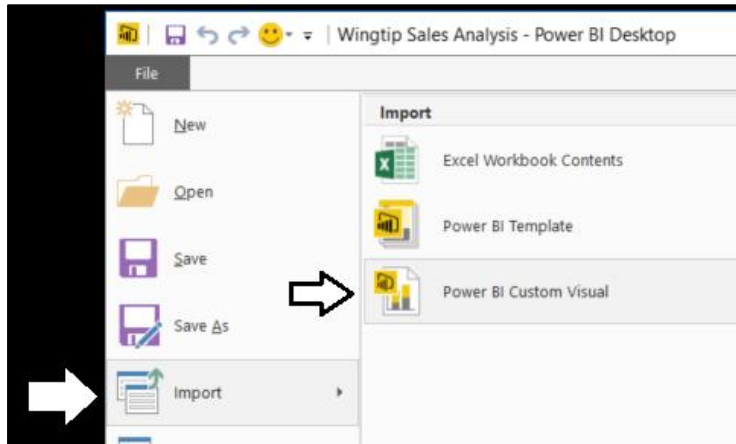 Wingtip Sales Analysis - Power BI Desktop
File
New
Open
Save
Save As
Import
Import
Excel Workbook Contents
Power BI Template
Power BI Custom Visual